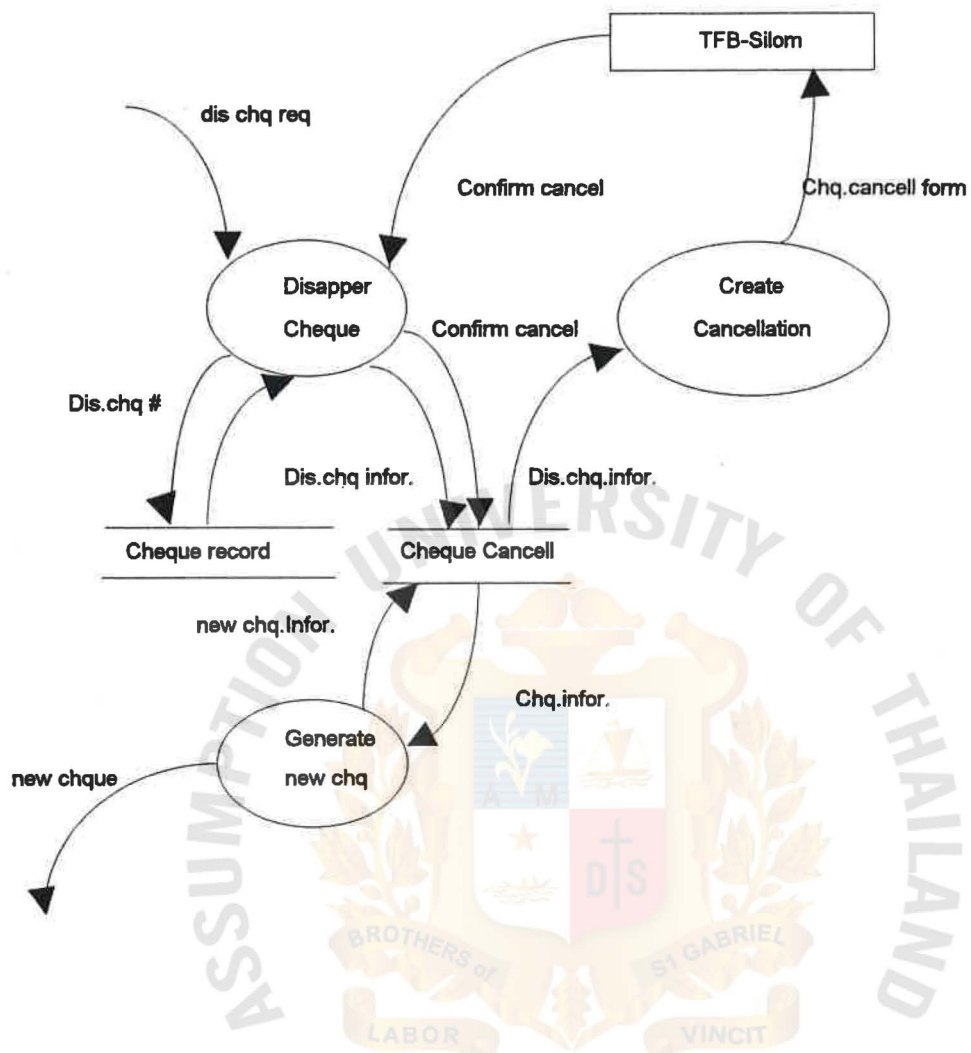 TFB-Silom
dis chq req
Confirm cancel
Chq.cancell form
Disapper
Cheque
Confirm cancel
Create
Cancellation
Dis.chq #
Dis.chq infor.
Dis.chq.infor.
Cheque record
Cheque Cancell
new chq.Infor.
Chq.infor.
Generate
new chq
new chque
ASSUMPTION UNIVERSITY OF THAILAND
A M
D S
BROTHERS of
S1 GABRIEL
LABOR
VINCIT